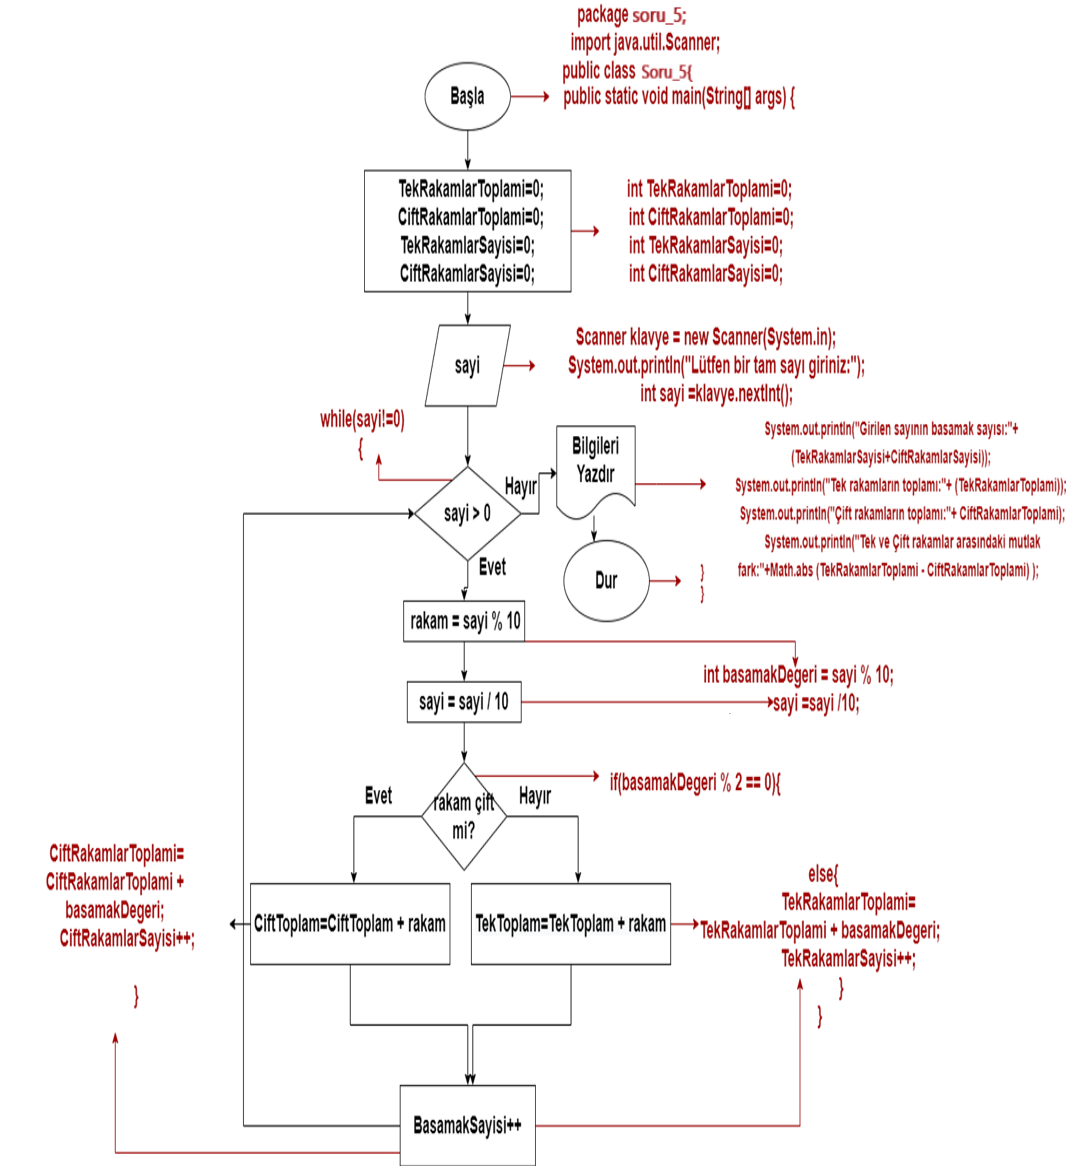 package soru_5;
import java.util.Scanner;
public class Soru_5{
public static void main(String[] args) {
Başla
TekRakamlarToplami=0;
CiftRakamlarToplami=0;
TekRakamlarSayisi=0;
CiftRakamlarSayisi=0;
int TekRakamlarToplami=0;
int CiftRakamlarToplami=0;
int TekRakamlarSayisi=0;
int CiftRakamlarSayisi=0;
sayi
Scanner klavye = new Scanner(System.in);
System.out.println("Lütfen bir tam sayı giriniz:");
int sayi =klavye.nextInt();
while(sayi!=0)
{
sayi > 0
Hayır
Bilgileri
Yazdır
System.out.println("Girilen sayının basamak sayısı:"+
(TekRakamlarSayisi+CiftRakamlarSayisi));
System.out.println("Tek rakamların toplamı:"+ (TekRakamlarToplami));
System.out.println("Çift rakamların toplamı:"+ CiftRakamlarToplami);
System.out.println("Tek ve Çift rakamlar arasındaki mutlak
fark:"+Math.abs (TekRakamlarToplami - CiftRakamlarToplami) );
Evet
Dur
}
}
rakam = sayi % 10
int basamakDegeri = sayi % 10;
sayi = sayi / 10
sayi =sayi /10;
rakam çift
mi?
if(basamakDegeri % 2 == 0){
Evet
Hayır
CiftRakamlarToplami=
CiftRakamlarToplami +
basamakDegeri;
CiftRakamlarSayisi++;
}
CiftToplam=CiftToplam + rakam
TekToplam=TekToplam + rakam
else{
TekRakamlarToplami=
TekRakamlarToplami + basamakDegeri;
TekRakamlarSayisi++;
}
}
BasamakSayisi++